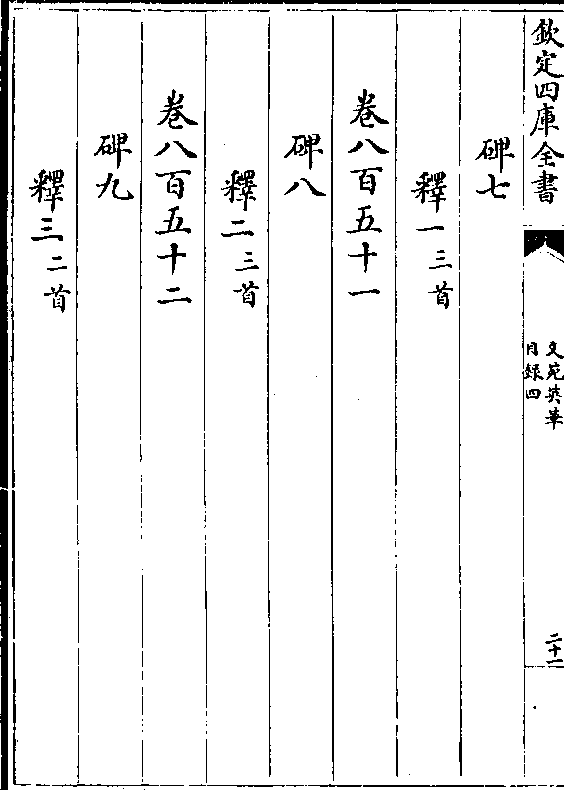 欽定四庫全書
文苑英華
目錄四
二十一
碑七
釋一三首
卷八百五十一
碑八
釋二三首
卷八百五十二
碑九
釋三二首